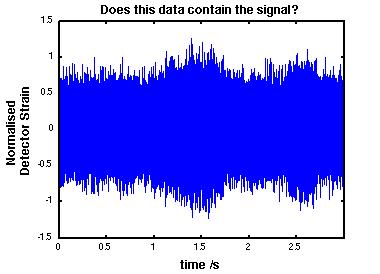 Does this data contain the signal?
1.5
1
0.5
0
-0.5
-1
-1.5
Normalised
Detector Strain
0 0.5 1 1.5 2 2.5
time /s